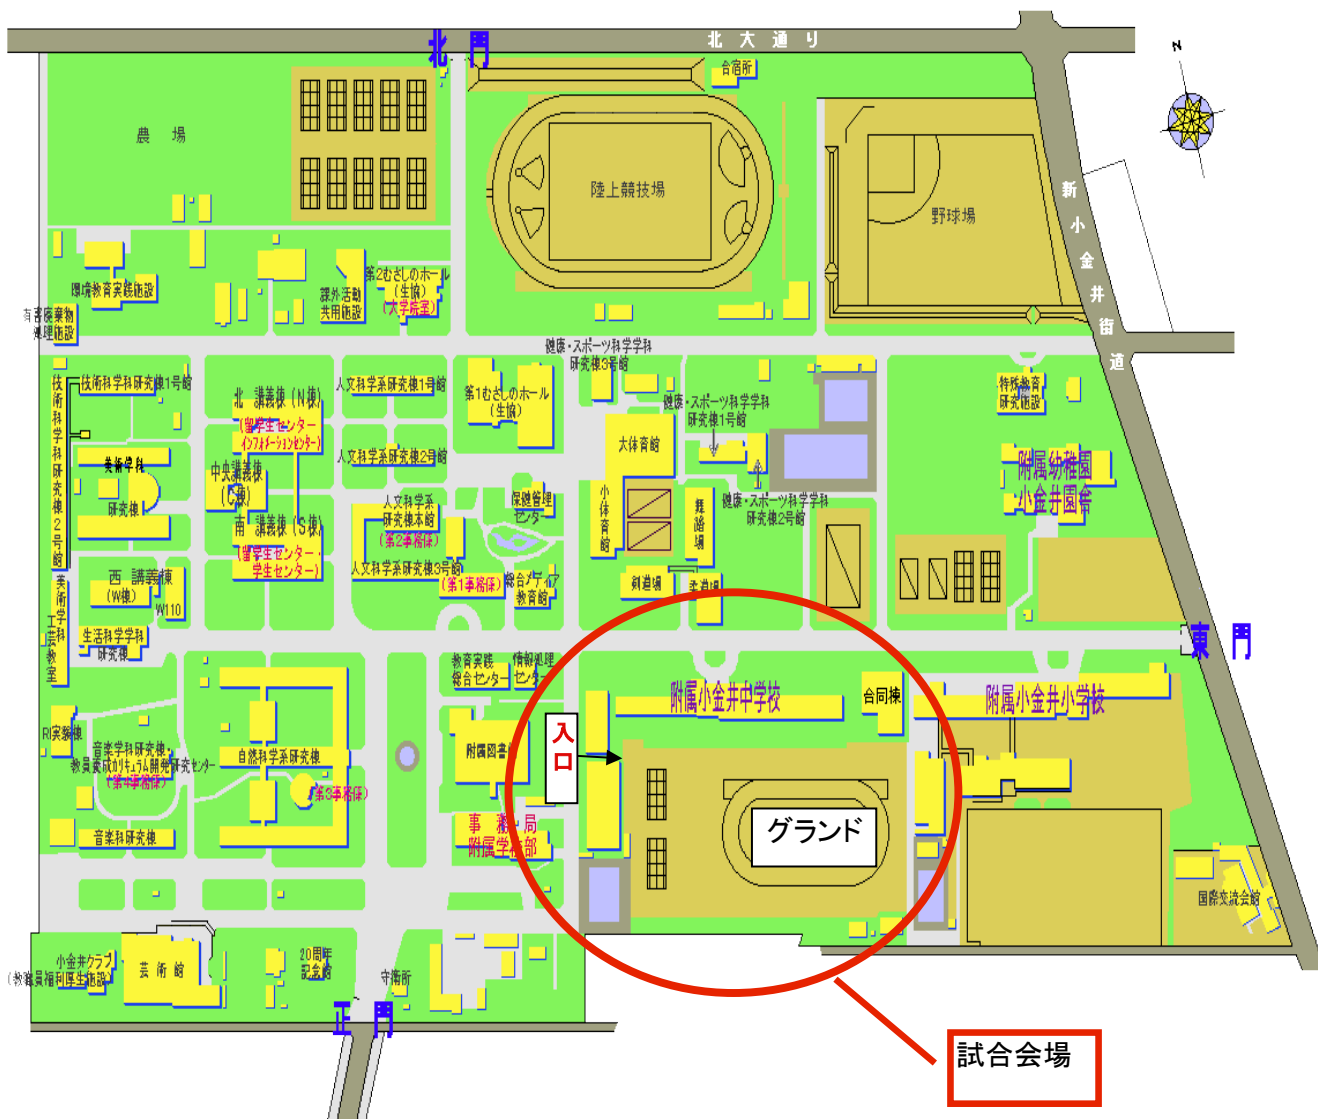 北門
北大通り
N
合宿所
農場
陸上競技場
野球場
新小金井街道
環境教育実践施設
課外活動
共用施設
第2むさしのホール
(生協)
(大学院室)
有害廃棄物
処理施設
健康・スポーツ科学学科
研究棟3号館
技術科学科研究棟1号館
技術科学科研究棟2号館
北 講義棟(N棟)
(留学生センター
インフォメーションセンター)
人文科学系研究棟1号館
第1むさしのホール
(生協)
健康・スポーツ科学学科
研究棟1号館
特殊教育
研究施設
大体育館
人文科学系研究棟2号館
美術学科
研究棟
中央講義棟
(C棟)
附属幼稚園
小金井園舎
人文科学系
研究棟本館
(第2事務係)
保健管理
センター
小体育館
舞踏場
健康・スポーツ科学学科
研究棟2号館
南 講義棟(S棟)
(留学生センター・
学生センター)
人文科学系研究棟3号館
(第1事務係)
総合メディア
教育館
剣道場
柔道場
西 講義棟
(W棟)
W110
美術学科
工芸教室
生活科学学科
研究棟
東門
教育実践
総合センター
情報処理
センター
附属小金井中学校
合同棟
附属小金井小学校
RI実験棟
入口
音楽学科研究棟・
教員養成カリキュラム開発研究センター
(第4事務係)
自然科学系研究棟
附属図書
(第3事務係)
グランド
音楽科研究棟
事務局
附属学校部
国際交流会館
小金井クラブ
(教職員福利厚生施設)
芸術館
20周年
記念館
守衛所
正門
試合会場